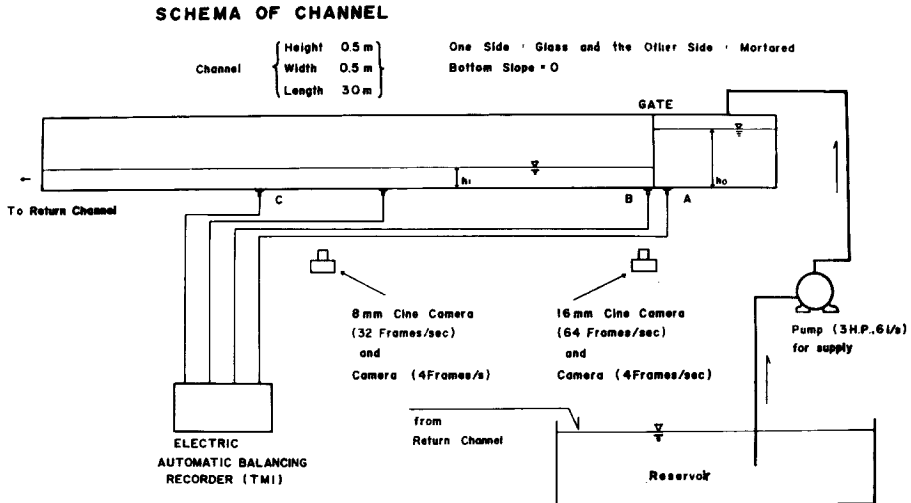 SCHEMA OF CHANNEL
Channel
Height 0.5 m
Width 0.5 m
Length 30 m
One Side : Glass and the Other Side : Mortared
Bottom Slope = 0
GATE
h₁
h₀
To Return Channel
C
B
A
8mm Cine Camera
(32 Frames/sec)
and
Camera (4Frames/s)
16mm Cine Camera
(64 Frames/sec)
and
Camera (4Frames/sec)
Pump (3H.P.,6l/s)
for supply
from
Return Channel
Reservoir
ELECTRIC
AUTOMATIC BALANCING
RECORDER (TMI)